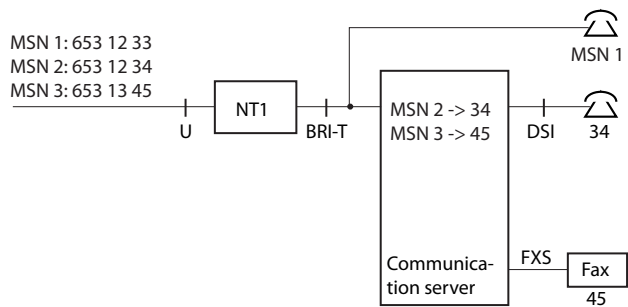 MSN 1: 653 12 33
MSN 2: 653 12 34
MSN 3: 653 13 45
U
NT1
BRI-T
MSN 1
MSN 2 -> 34
MSN 3 -> 45
DSI
34
Communica-
tion server
FXS
Fax
45